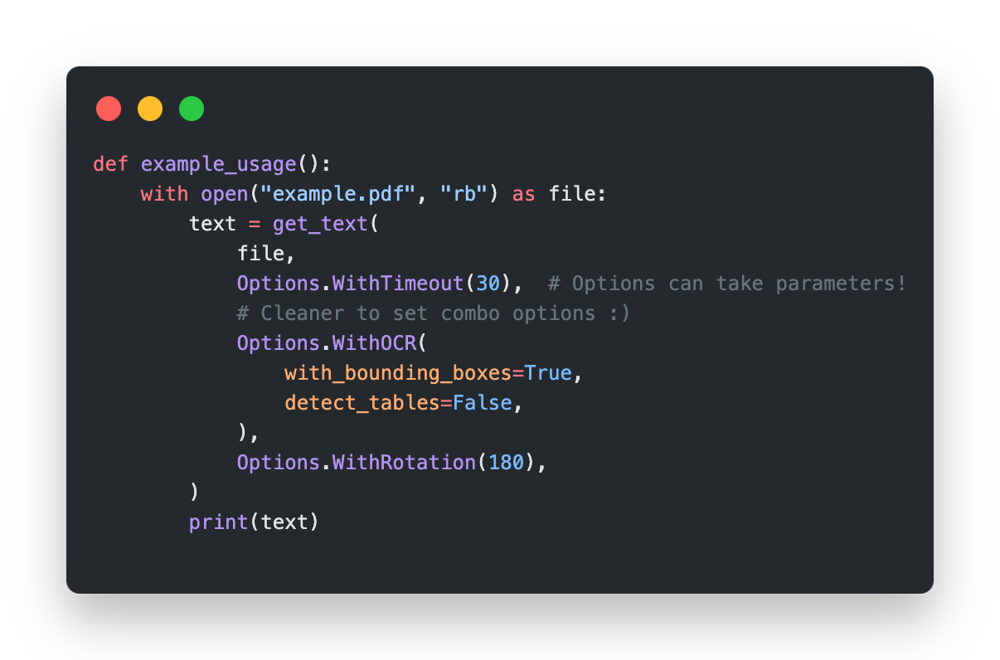 def example_usage():
    with open("example.pdf", "rb") as file:
        text = get_text(
            file,
            Options.WithTimeout(30),  # Options can take parameters!
            # Cleaner to set combo options :)
            Options.WithOCR(
                with_bounding_boxes=True,
                detect_tables=False,
            ),
            Options.WithRotation(180),
        )
        print(text)